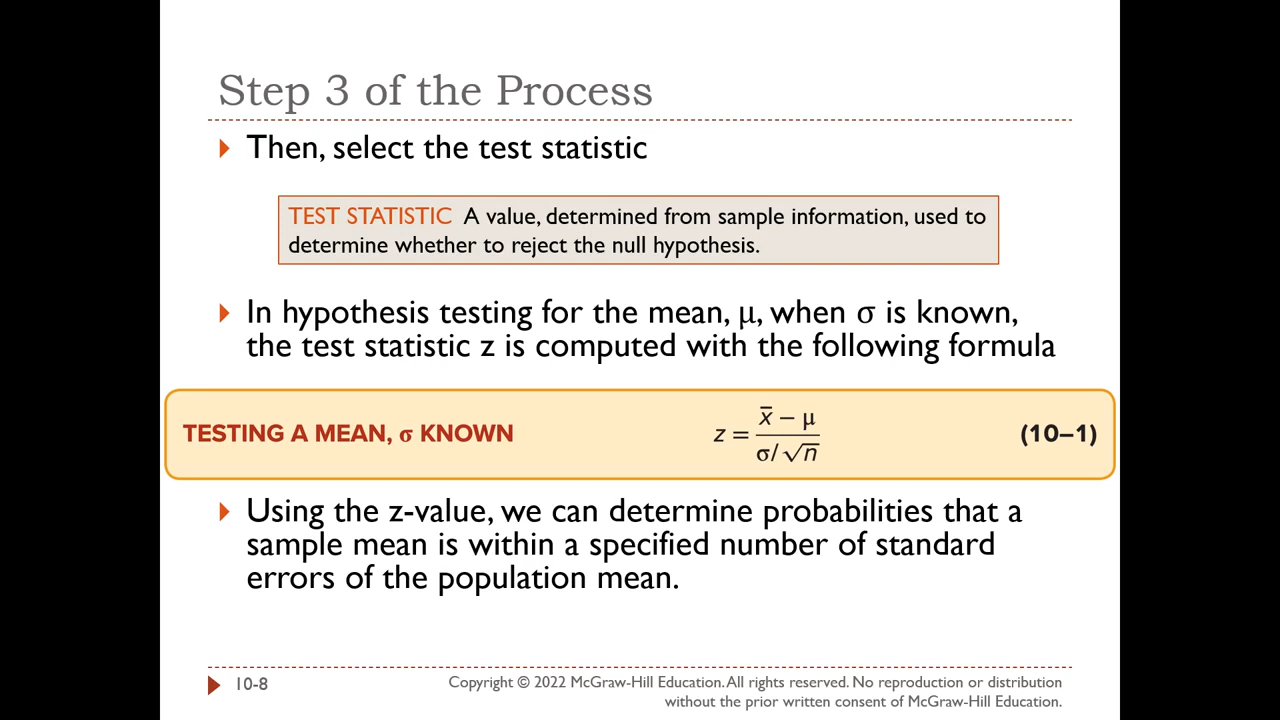 Step 3 of the Process
Then, select the test statistic
TEST STATISTIC A value, determined from sample information, used to
determine whether to reject the null hypothesis.
In hypothesis testing for the mean, μ, when σ is known,
the test statistic z is computed with the following formula
TESTING A MEAN, σ KNOWN z = (x̄ − μ) / (σ/√n) (10–1)
Using the z-value, we can determine probabilities that a
sample mean is within a specified number of standard
errors of the population mean.
10-8
Copyright © 2022 McGraw-Hill Education. All rights reserved. No reproduction or distribution
without the prior written consent of McGraw-Hill Education.